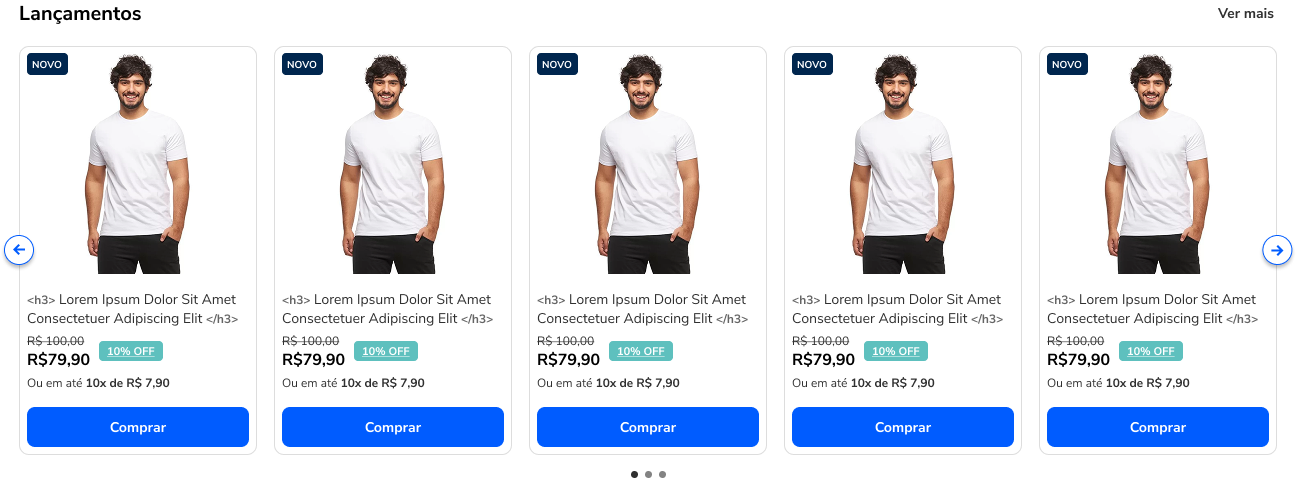 Lançamentos
Ver mais
NOVO
NOVO
NOVO
NOVO
NOVO
<h3> Lorem Ipsum Dolor Sit Amet
Consectetuer Adipiscing Elit </h3>
R$ 100,00
R$79,90
10% OFF
Ou em até 10x de R$ 7,90
Comprar
<h3> Lorem Ipsum Dolor Sit Amet
Consectetuer Adipiscing Elit </h3>
R$ 100,00
R$79,90
10% OFF
Ou em até 10x de R$ 7,90
Comprar
<h3> Lorem Ipsum Dolor Sit Amet
Consectetuer Adipiscing Elit </h3>
R$ 100,00
R$79,90
10% OFF
Ou em até 10x de R$ 7,90
Comprar
<h3> Lorem Ipsum Dolor Sit Amet
Consectetuer Adipiscing Elit </h3>
R$ 100,00
R$79,90
10% OFF
Ou em até 10x de R$ 7,90
Comprar
<h3> Lorem Ipsum Dolor Sit Amet
Consectetuer Adipiscing Elit </h3>
R$ 100,00
R$79,90
10% OFF
Ou em até 10x de R$ 7,90
Comprar